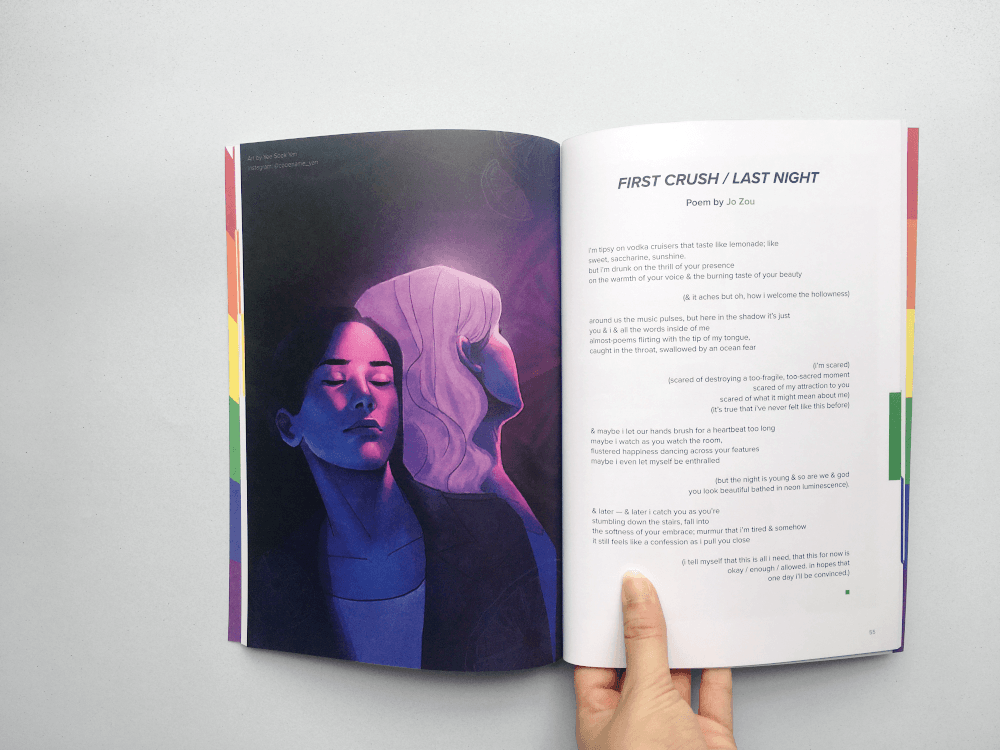 Art by Yee Sook Yen
FIRST CRUSH / LAST NIGHT
Poem by Jo Zou
i'm tipsy on vodka cruisers that taste like lemonade; like
sweet, saccharine, sunshine.
but i'm drunk on the thrill of your presence
on the warmth of your voice & the burning taste of your beauty
(& it aches but oh, how i welcome the hollowness)
around us the music pulses, but here in the shadow it's just
you & i & all the words inside of me
almost-poems flirting with the tip of my tongue,
caught in the throat, swallowed by an ocean fear
(i'm scared)
(scared of destroying a too-fragile, too-sacred moment
scared of my attraction to you
scared of what it might mean about me)
(it's true that i've never felt like this before)
& maybe i let our hands brush for a heartbeat too long
maybe i watch as you watch the room,
flustered happiness dancing across your features
maybe i even let myself be enthralled
(but the night is young & so are we & god
you look beautiful bathed in neon luminescence).
& later — & later i catch you as you're
stumbling down the stairs, fall into
the softness of your embrace; murmur that i'm tired & somehow
it still feels like a confession as i pull you close
(i tell myself that this is all i need, that this for now is
okay / enough / allowed. in hopes that
one day i'll be convinced.)
55